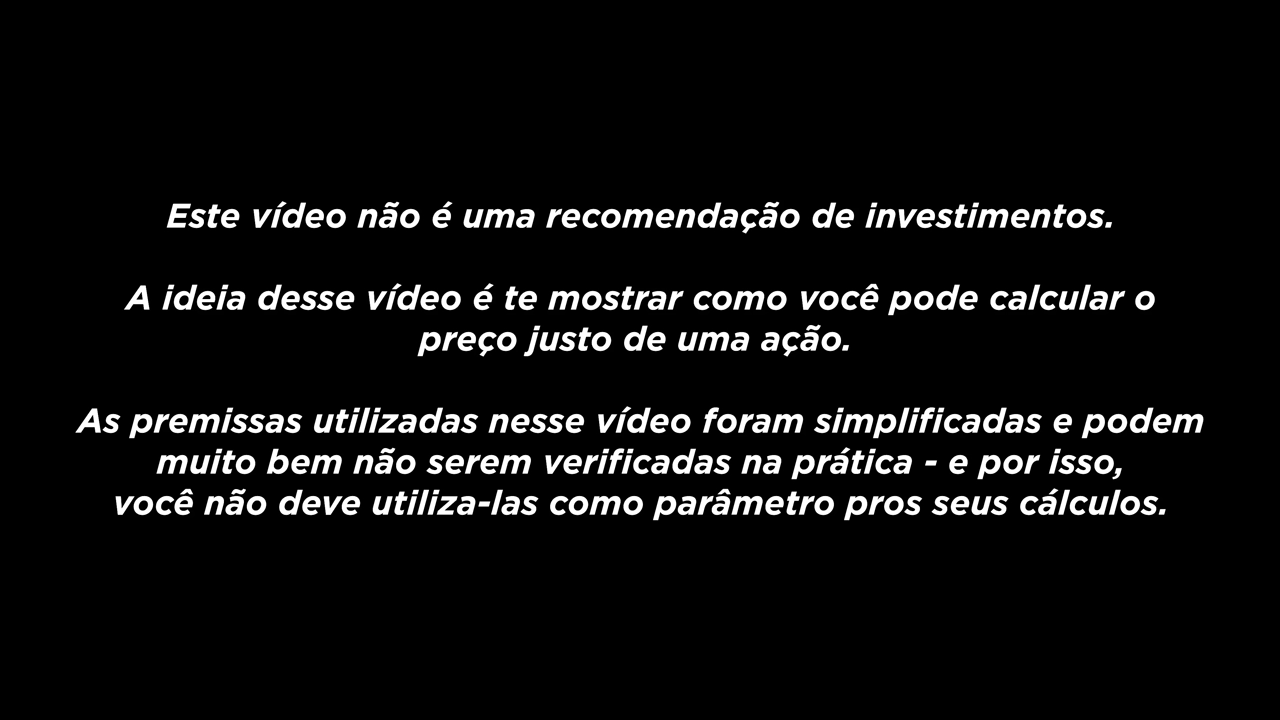 Este vídeo não é uma recomendação de investimentos.
A ideia desse vídeo é te mostrar como você pode calcular o
preço justo de uma ação.
As premissas utilizadas nesse vídeo foram simplificadas e podem
muito bem não serem verificadas na prática - e por isso,
você não deve utiliza-las como parâmetro pros seus cálculos.